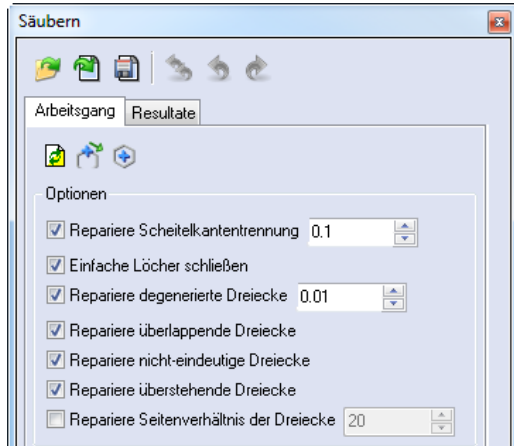 Säubern
Arbeitsgang Resultate
Optionen
Repariere Scheitelkantentrennung 0.1
Einfache Löcher schließen
Repariere degenerierte Dreiecke 0.01
Repariere überlappende Dreiecke
Repariere nicht-eindeutige Dreiecke
Repariere überstehende Dreiecke
Repariere Seitenverhältnis der Dreiecke 20